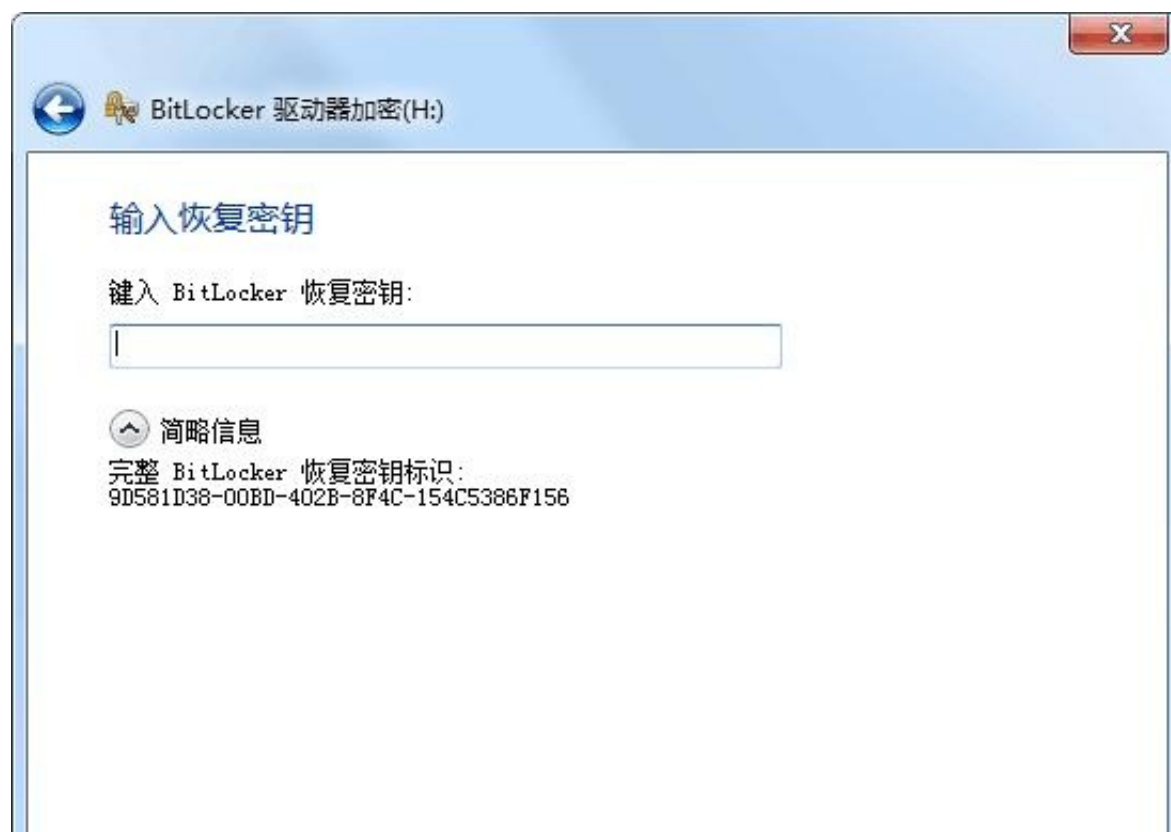 BitLocker 驱动器加密(H:)
输入恢复密钥
键入 BitLocker 恢复密钥:
简略信息
完整 BitLocker 恢复密钥标识:
9D581D38-00BD-402B-8F4C-154C5386F156